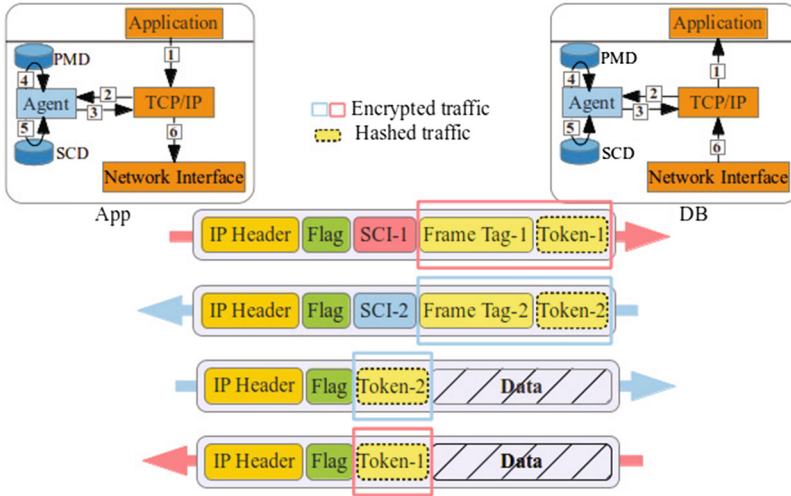 Application
1
PMD
4
Agent
2
3
TCP/IP
5
6
SCD
Network Interface
App
Encrypted traffic
Hashed traffic
Application
PMD
1
4
Agent
2
3
TCP/IP
5
6
SCD
Network Interface
DB
IP Header Flag SCI-1 Frame Tag-1 Token-1
IP Header Flag SCI-2 Frame Tag-2 Token-2
IP Header Flag Token-2 Data
IP Header Flag Token-1 Data